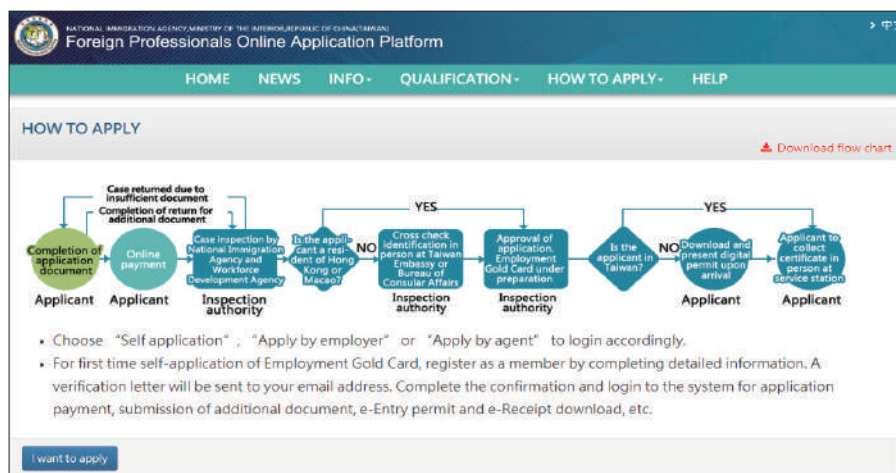 NATIONAL IMMIGRATION AGENCY,MINISTRY OF THE INTERIOR,REPUBLIC OF CHINA(TAIWAN)
Foreign Professionals Online Application Platform
HOME NEWS INFO QUALIFICATION HOW TO APPLY HELP
HOW TO APPLY
Download flow chart
Case returned due to
insufficient document
Completion of return for
additional document
Completion of
application
document
Applicant
Online
payment
Applicant
Case inspection by
National Immigration
Agency and
Workforce
Development Agency
Inspection
authority
Is the appli-
cant a resi-
dent of Hong
Kong or
Macao?
YES
NO
Cross check
identification in
person at Taiwan
Embassy or
Bureau of
Consular Affairs
Inspection
authority
Approval of
application.
Employment
Gold Card under
preparation
Inspection
authority
Is the
applicant in
Taiwan?
YES
NO
Download and
present digital
permit upon
arrival
Applicant
Applicant to
collect
certificate in
person at
service station
Applicant
• Choose “Self application” , “Apply by employer” or “Apply by agent” to login accordingly.
• For first time self-application of Employment Gold Card, register as a member by completing detailed information. A
verification letter will be sent to your email address. Complete the confirmation and login to the system for application
payment, submission of additional document, e-Entry permit and e-Receipt download, etc.
I want to apply